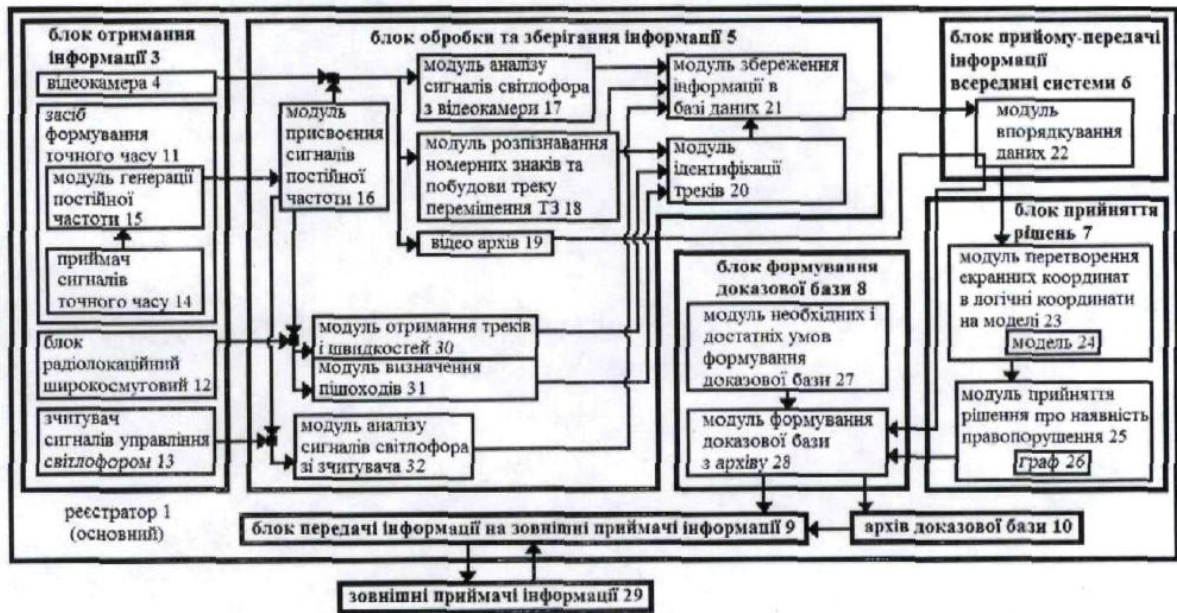 блок отримання
інформації 3
відеокамера 4
засіб
формування
точного часу 11
модуль генерації
постійної
частоти 15
приймач
сигналів
точного часу 14
блок
радіолокаційний
широкосмуговий 12
зчитувач
сигналів управління
світлофором 13
реєстратор 1
(основний)
блок обробки та зберігання інформації 5
модуль
присвоєння
сигналів
постійної
частоти 16
модуль аналізу
сигналів світлофора
з відеокамери 17
модуль розпізнавання
номерних знаків та
побудови треку
переміщення ТЗ 18
відео архів 19
модуль збереження
інформації в
базі даних 21
модуль
ідентифікації
треків 20
модуль отримання треків
і швидкостей 30
модуль визначення
пішоходів 31
модуль аналізу
сигналів світлофора
зі зчитувача 32
блок прийому-передачі
інформації
всередині системи 6
модуль
впорядкування
даних 22
блок прийняття
рішень 7
модуль перетворення
екранних координат
в логічні координати
на моделі 23
модель 24
модуль прийняття
рішення про наявність
правопорушення 25
граф 26
блок формування
доказової бази 8
модуль необхідних і
достатніх умов
формування
доказової бази 27
модуль формування
доказової бази
з архіву 28
блок передачі інформації на зовнішні приймачі інформації 9
архів доказової бази 10
зовнішні приймачі інформації 29